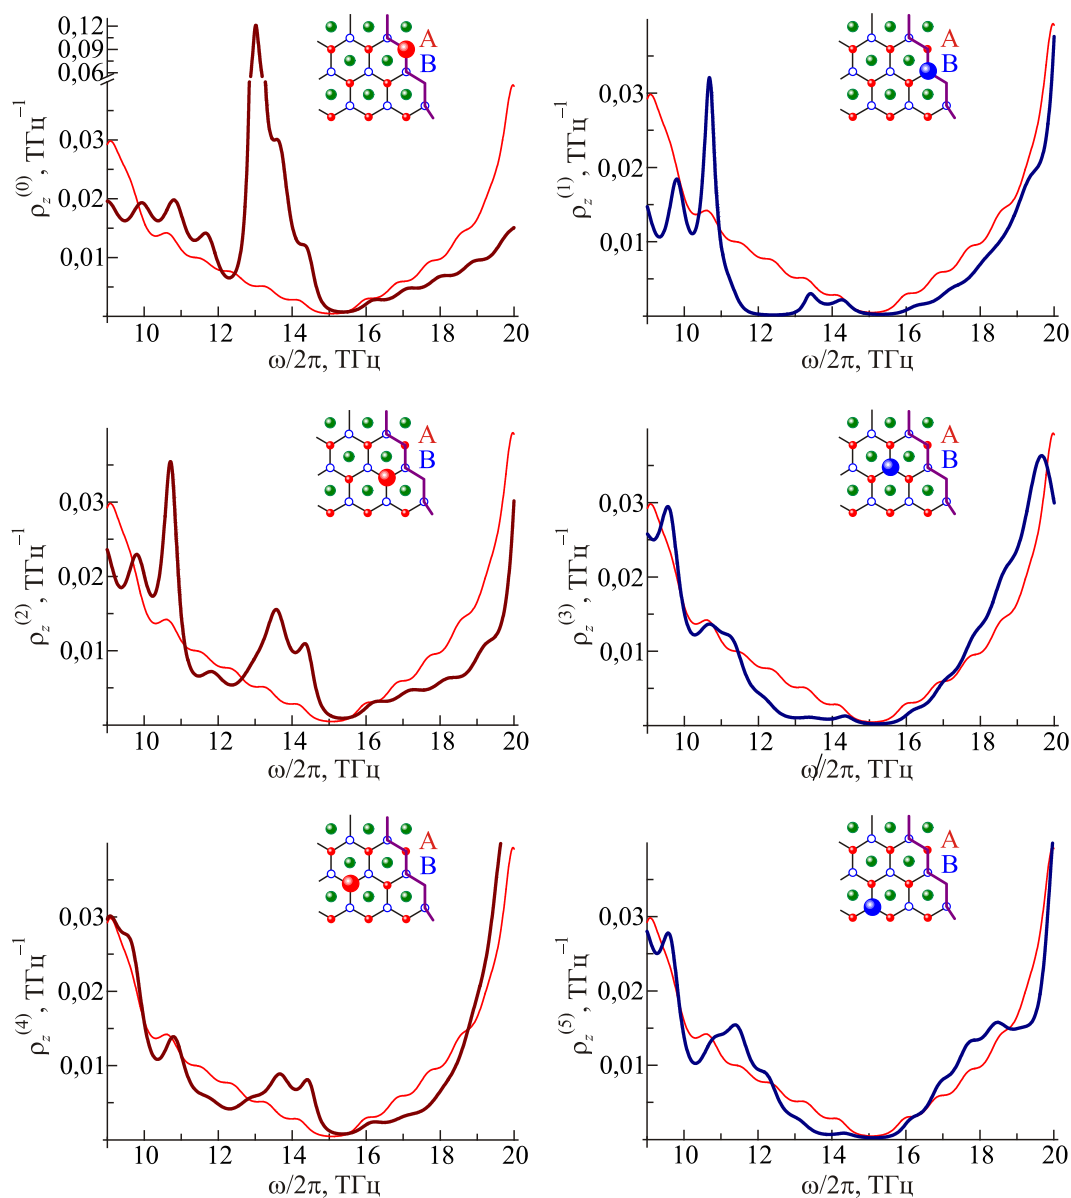 0,12
0,09
0,06
0,03
0,02
0,01
ρz(0), ТГц−1
A
B
10 12 14 16 18 20
ω/2π, ТГц
0,03
0,02
0,01
ρz(1), ТГц−1
A
B
10 12 14 16 18 20
ω/2π, ТГц
0,03
0,02
0,01
ρz(2), ТГц−1
A
B
10 12 14 16 18 20
ω/2π, ТГц
0,03
0,02
0,01
ρz(3), ТГц−1
A
B
10 12 14 16 18 20
ω/2π, ТГц
0,03
0,02
0,01
ρz(4), ТГц−1
A
B
10 12 14 16 18 20
ω/2π, ТГц
0,03
0,02
0,01
ρz(5), ТГц−1
A
B
10 12 14 16 18 20
ω/2π, ТГц